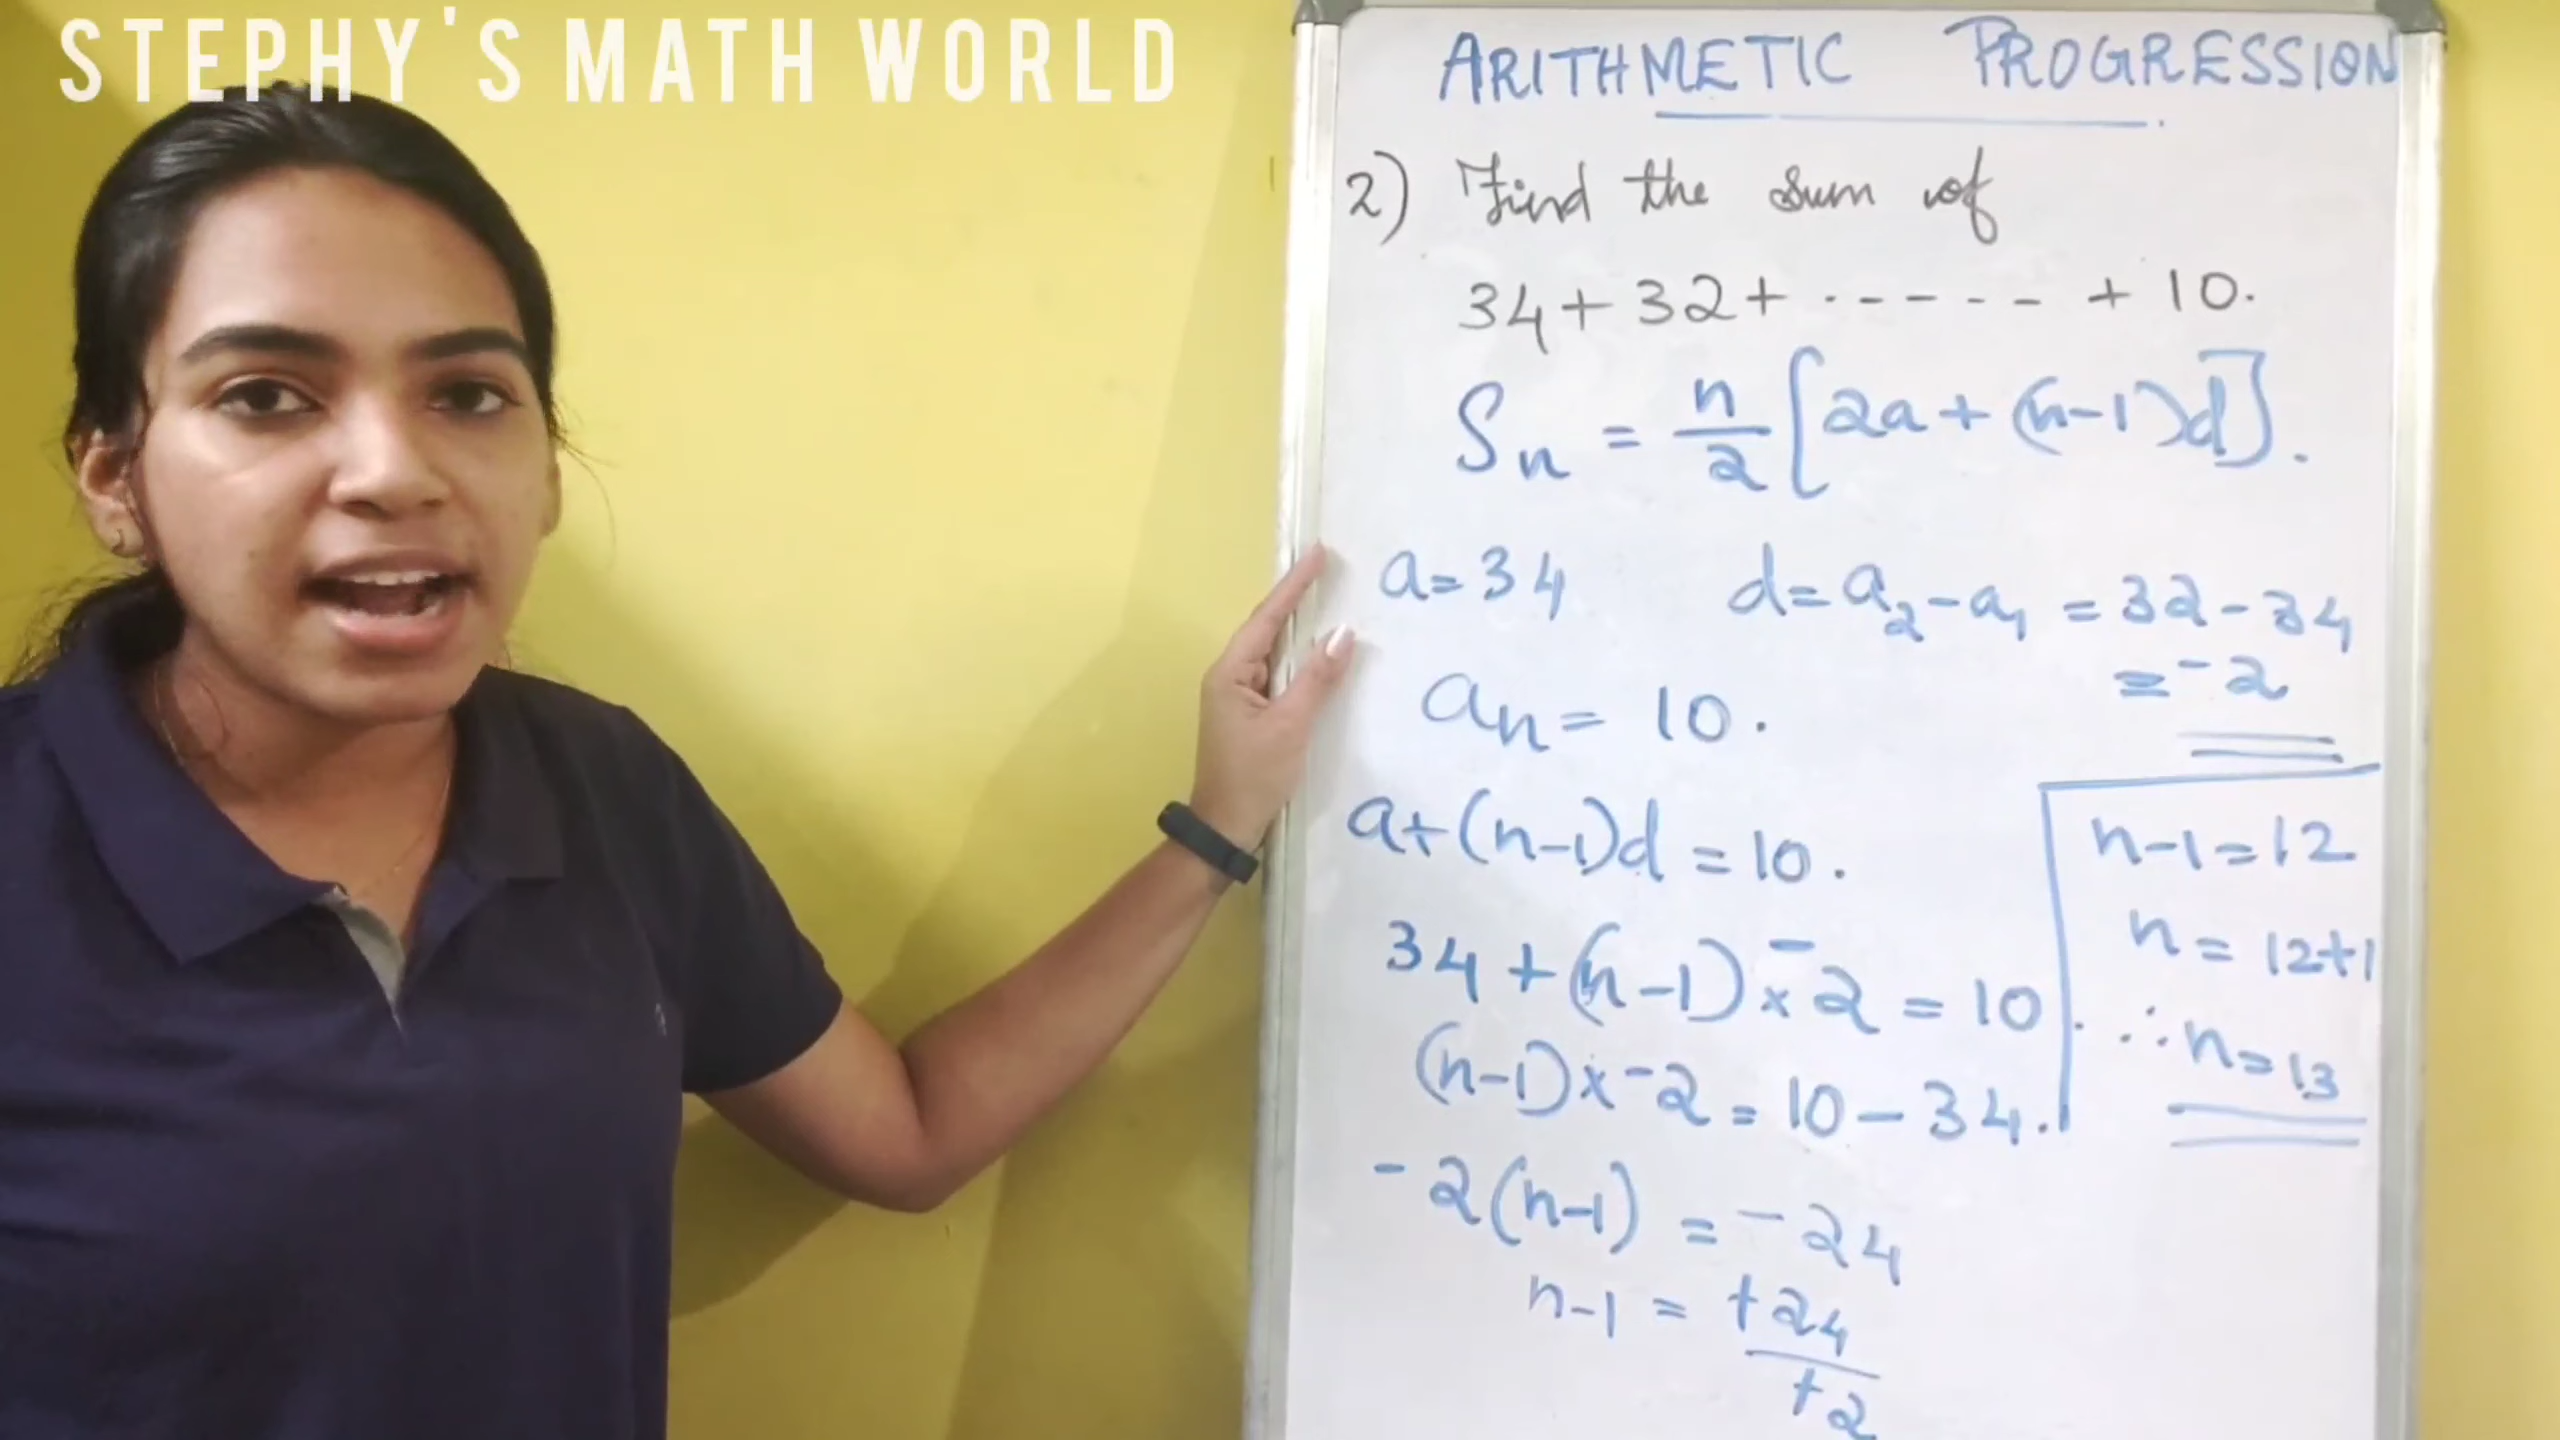 STEPHY'S MATH WORLD
ARITHMETIC PROGRESSION
2) Find the sum of
34 + 32 + ------ + 10.
Sn = n/2 [2a + (n-1)d].
a = 34 d = a2 - a1 = 32 - 34
= -2
an = 10.
a + (n-1)d = 10.
34 + (n-1) x -2 = 10.
(n-1) x -2 = 10 - 34.
-2(n-1) = -24
n-1 = +24/+2
n-1 = 12
n = 12+1
∴ n = 13